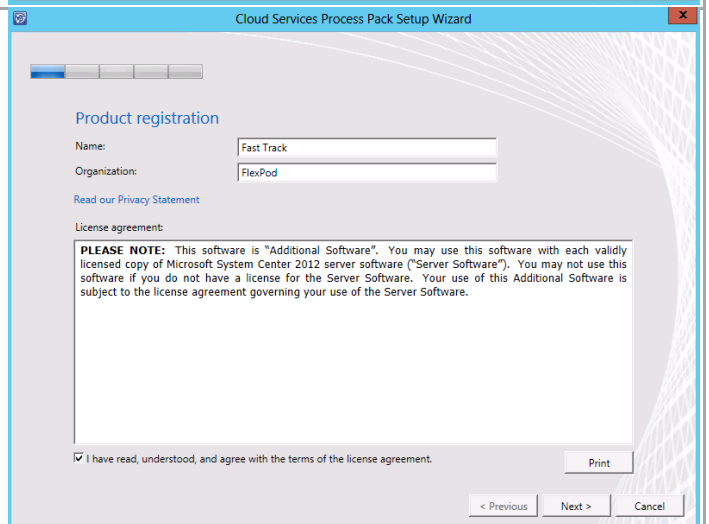 Cloud Services Process Pack Setup Wizard
x
Product registration
Name:
Fast Track
Organization:
FlexPod
Read our Privacy Statement
License agreement:
PLEASE NOTE: This software is “Additional Software”. You may use this software with each validly
licensed copy of Microsoft System Center 2012 server software (“Server Software”). You may not use this
software if you do not have a license for the Server Software. Your use of this Additional Software is
subject to the license agreement governing your use of the Server Software.
I have read, understood, and agree with the terms of the license agreement.
Print
< Previous
Next >
Cancel